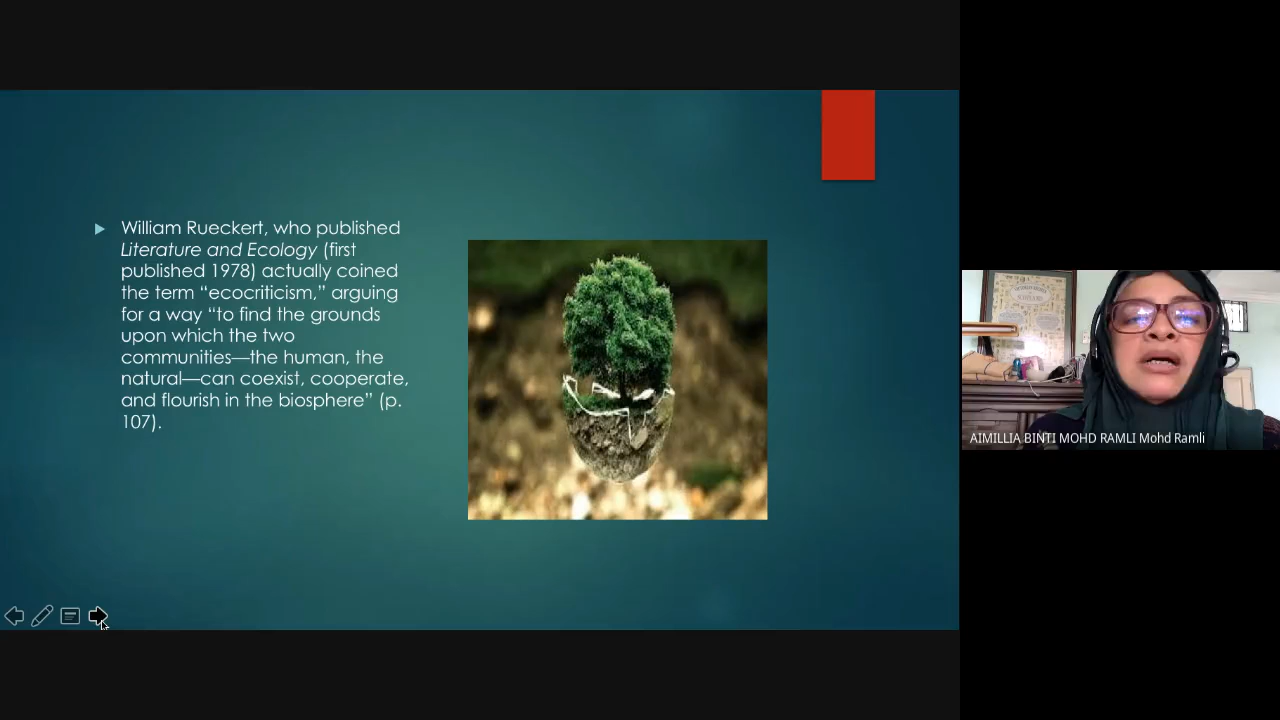 William Rueckert, who published
Literature and Ecology (first
published 1978) actually coined
the term “ecocriticism,” arguing
for a way “to find the grounds
upon which the two
communities—the human, the
natural—can coexist, cooperate,
and flourish in the biosphere” (p.
107).
AIMILLIA BINTI MOHD RAMLI Mohd Ramli